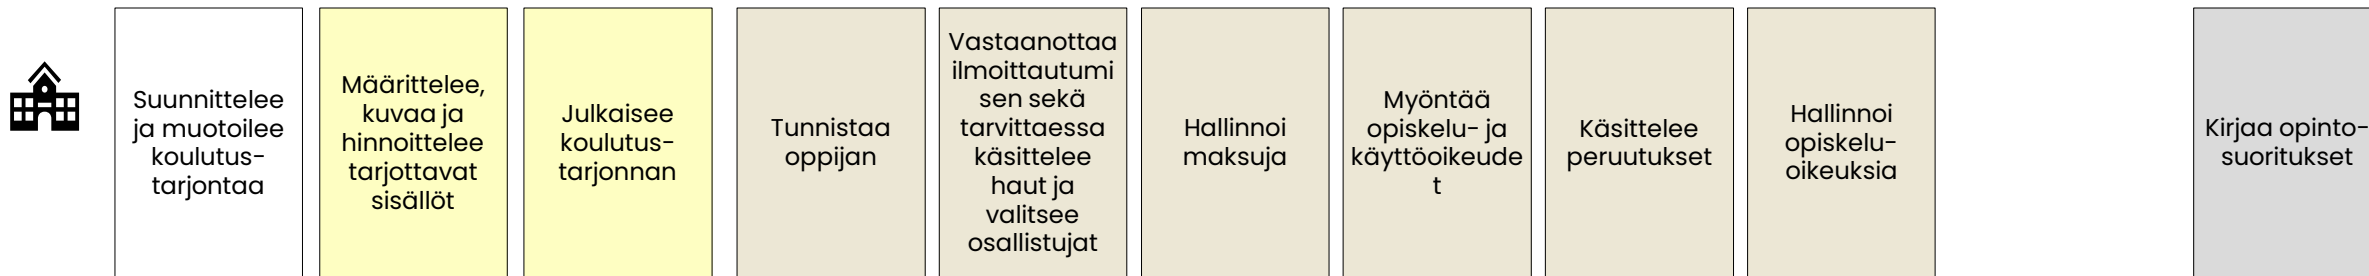 Suunnittelee
ja muotoilee
koulutus-
tarjontaa
Määrittelee,
kuvaa ja
hinnoittelee
tarjottavat
sisällöt
Julkaisee
koulutus-
tarjonnan
Tunnistaa
oppijan
Vastaanottaa
ilmoittautumi
sen sekä
tarvittaessa
käsittelee
haut ja
valitsee
osallistujat
Hallinnoi
maksuja
Myöntää
opiskelu- ja
käyttöoikeude
t
Käsittelee
peruutukset
Hallinnoi
opiskelu-
oikeuksia
Kirjaa opinto-
suoritukset